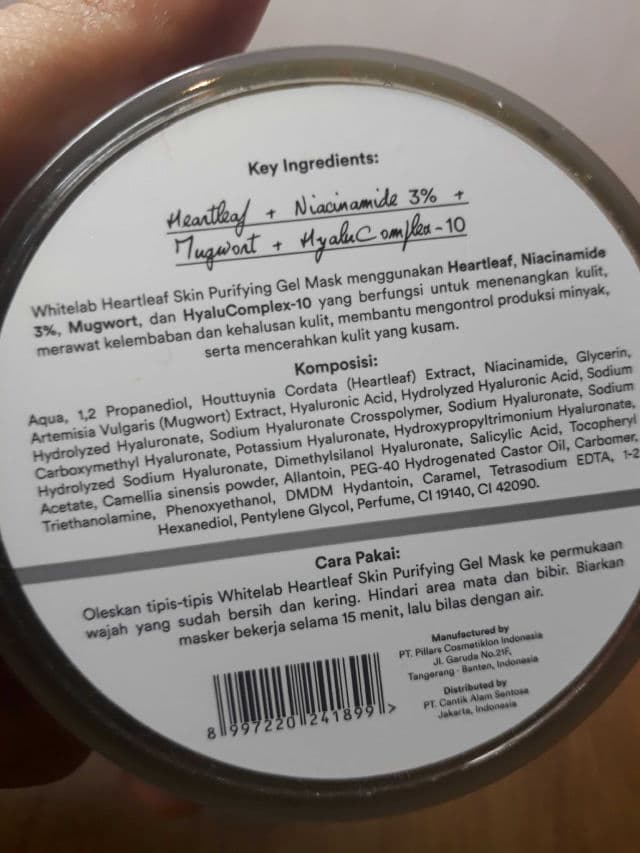 Key Ingredients:
Heartleaf + Niacinamide 3% +
Mugwort + HyaluComplex-10
Whitelab Heartleaf Skin Purifying Gel Mask menggunakan Heartleaf, Niacinamide
3%, Mugwort, dan HyaluComplex-10 yang berfungsi untuk menenangkan kulit,
merawat kelembaban dan kehalusan kulit, membantu mengontrol produksi minyak,
serta mencerahkan kulit yang kusam.
Komposisi:
Aqua, 1,2 Propanediol, Houttuynia Cordata (Heartleaf) Extract, Niacinamide, Glycerin,
Artemisia Vulgaris (Mugwort) Extract, Hyaluronic Acid, Hydrolyzed Hyaluronic Acid, Sodium
Hydrolyzed Hyaluronate, Sodium Hyaluronate Crosspolymer, Sodium Hyaluronate, Sodium
Carboxymethyl Hyaluronate, Potassium Hyaluronate, Hydroxypropyltrimonium Hyaluronate,
Hydrolyzed Sodium Hyaluronate, Dimethylsilanol Hyaluronate, Salicylic Acid, Tocopheryl
Acetate, Camellia sinensis powder, Allantoin, PEG-40 Hydrogenated Castor Oil, Carbomer,
Triethanolamine, Phenoxyethanol, DMDM Hydantoin, Caramel, Tetrasodium EDTA, 1-2
Hexanediol, Pentylene Glycol, Perfume, CI 19140, CI 42090.
Cara Pakai:
Oleskan tipis-tipis Whitelab Heartleaf Skin Purifying Gel Mask ke permukaan
wajah yang sudah bersih dan kering. Hindari area mata dan bibir. Biarkan
masker bekerja selama 15 menit, lalu bilas dengan air.
Manufactured by
PT. Pillars Cosmetiklon Indonesia
Jl. Garuda No.21F,
Tangerang - Banten, Indonesia
Distributed by
PT. Cantik Alam Sentosa
Jakarta, Indonesia
8 997220 241899 >